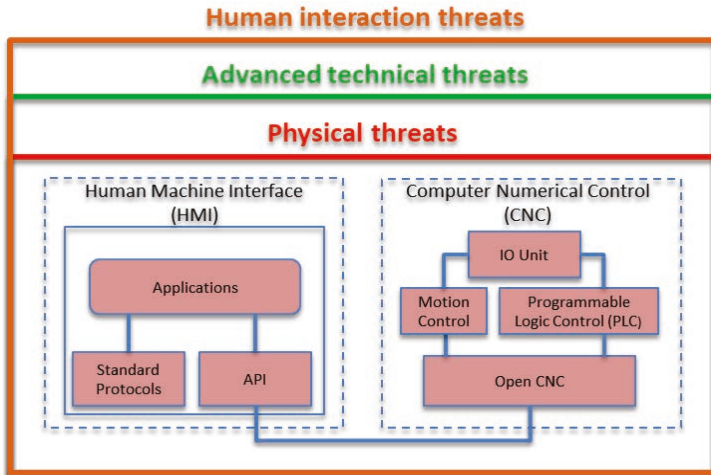 Human interaction threats
Advanced technical threats
Physical threats
Human Machine Interface
(HMI)
Applications
Standard
Protocols
API
Computer Numerical Control
(CNC)
IO Unit
Motion
Control
Programmable
Logic Control (PLC)
Open CNC